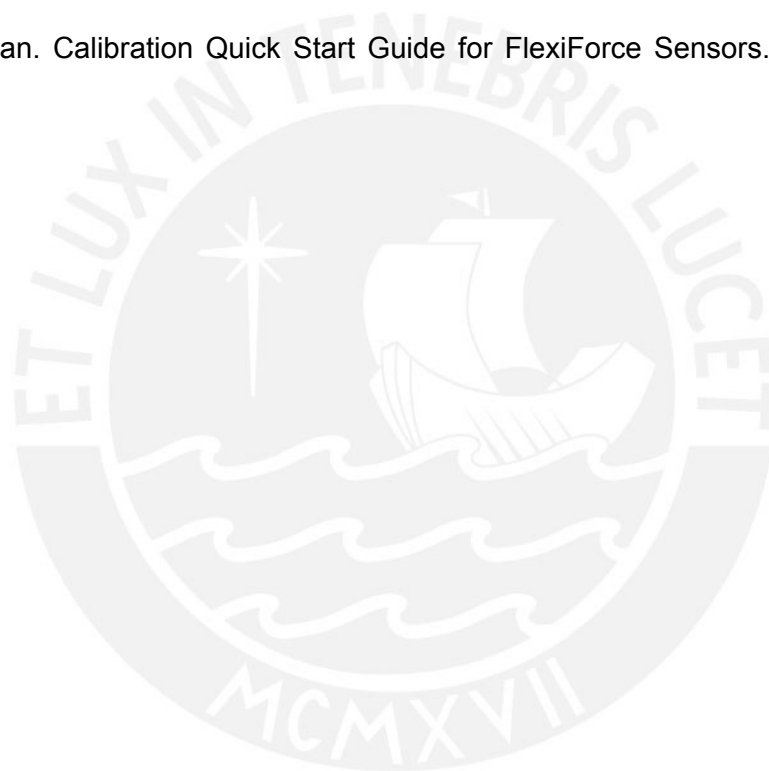 an. Calibration Quick Start Guide for FlexiForce Sensors.
ET LUX IN TENEBRIS LUCET
MCMXVII